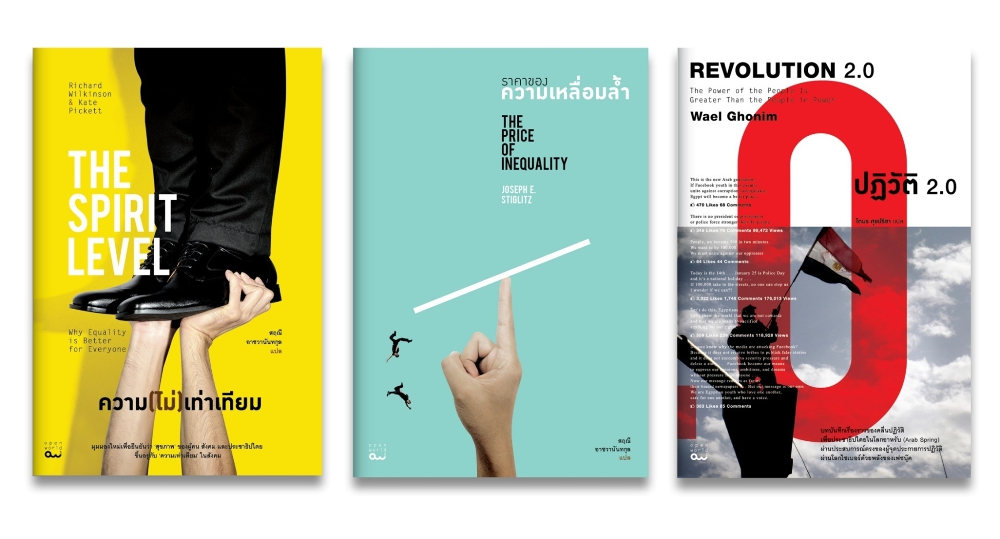 Richard
Wilkinson
& Kate
Pickett
THE
SPIRIT
LEVEL
Why Equality
is Better
for Everyone
สฤณี
อาชวานันทกุล
แปล
ความ(ไม่)เท่าเทียม
มุมมองใหม่เพื่อยืนยันว่า 'สุขภาพ' ของผู้คน สังคม และประชาธิปไตย
ขึ้นอยู่กับ 'ความเท่าเทียม' ในสังคม
open
world
s
ราคาของ
ความเหลื่อมล้ำ
THE
PRICE
OF
INEQUALITY
JOSEPH E.
STIGLITZ
สฤณี
อาชวานันทกุล
แปล
open
world
s
REVOLUTION 2.0
The Power of the People Is
Greater Than the People in Power
Wael Ghonim
ปฏิวัติ 2.0
โตมร ศุขปรีชา แปล
This is the new Arab generation.
If Facebook youth in the
unite against corruption
Egypt will become a better place.
470 Likes 68 Comments
There is no president or government
or police force stronger than the people . . .
348 Likes 76 Comments 99,472 Views
People, we became 300 in two minutes.
We want to be 100,000.
We must unite against our oppressor
64 Likes 44 Comments
Today is the 14th . . . January 25 is Police Day
and it's a national holiday . . .
If 100,000 take to the streets, no one can stop us
I wonder if we can??
3,022 Likes 1,748 Comments 176,013 Views
Let's do this, Egyptians . . .
Let's show the world that we are not cowards
and that we are ready to sacrifice
anything for our rights.
559 Likes 239 Comments 118,928 Views
Do you know why the media are attacking Facebook?
Because it does not receive bribes to publish false stories
and it does not succumb to security pressure and
delete a story . . . Facebook became our means
to express our opinions, ambitions, and dreams
without pressure from anyone . . .
Now our message reaches as far as
their biased newspapers . . . But our message is our own
We are Egyptian youth who love one another,
care for one another, and have a voice.
383 Likes 85 Comments
บทบันทึกเรื่องราวของคลื่นปฏิวัติ
เพื่อประชาธิปไตยในโลกอาหรับ (Arab Spring)
ผ่านประสบการณ์ตรงของผู้จุดประกายการปฏิวัติ
ผ่านโลกไซเบอร์ด้วยพลังของเฟซบุ๊ค
open
world
s